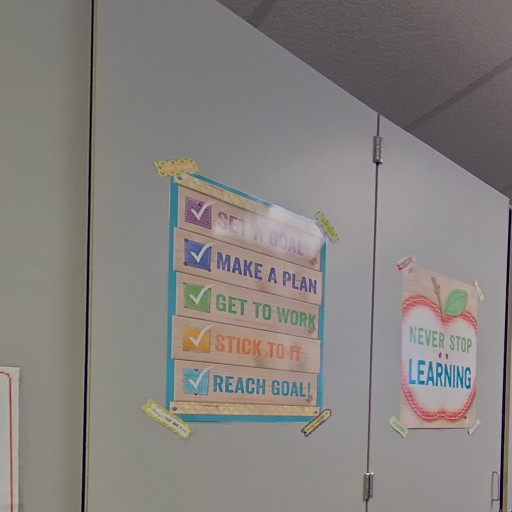 SET A GOAL
MAKE A PLAN
GET TO WORK
STICK TO IT
REACH GOAL!
NEVER STOP
LEARNING